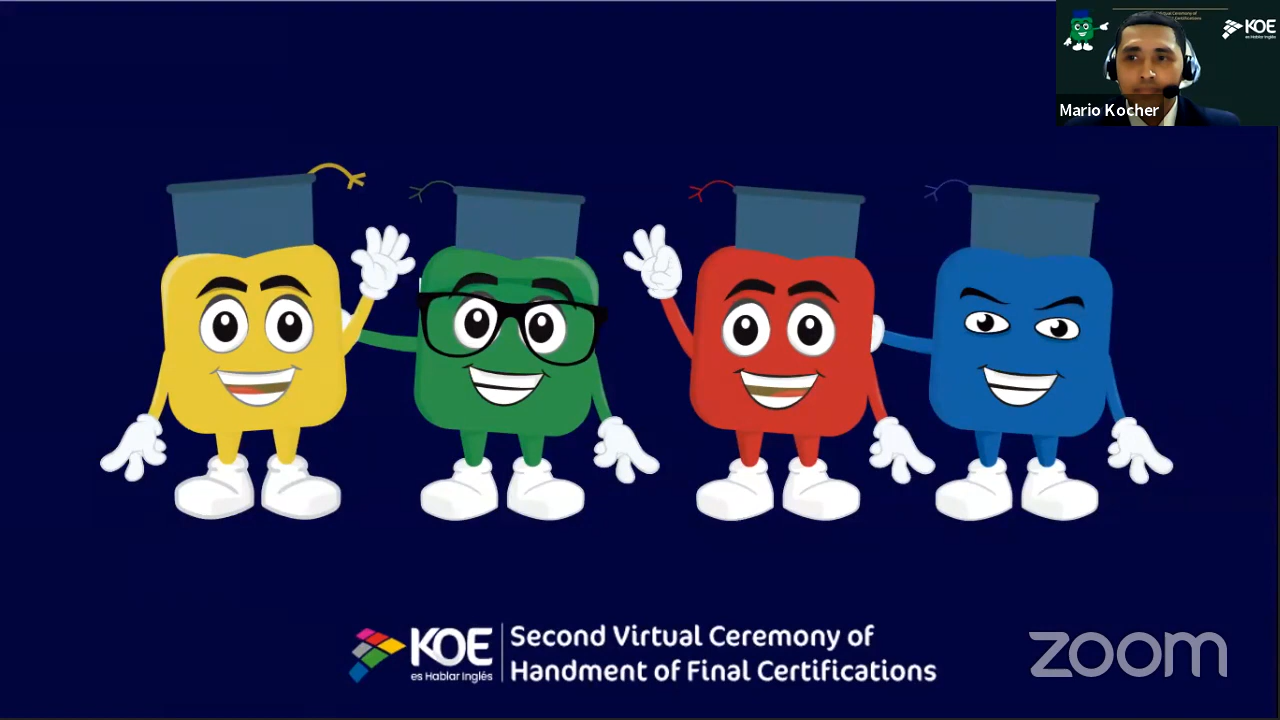 KOE
es Hablar Inglés
Mario Kocher
KOE
es Hablar Inglés
Second Virtual Ceremony of
Handment of Final Certifications
zoom